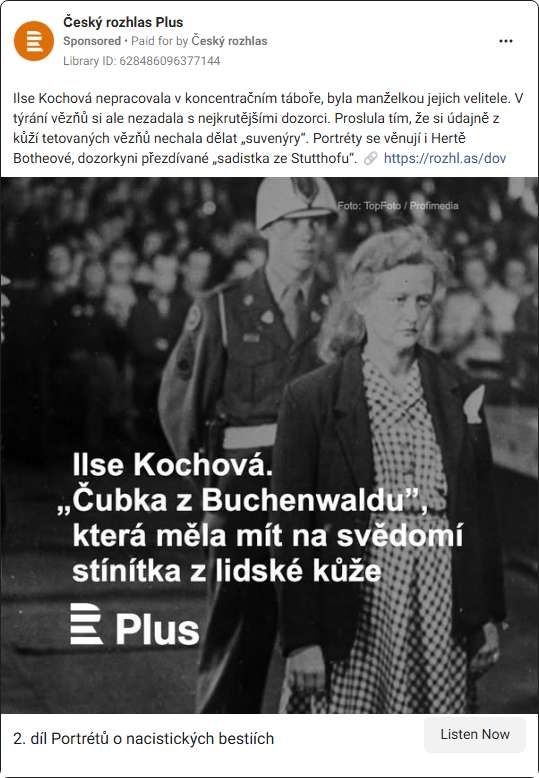 Český rozhlas Plus
Sponsored • Paid for by Český rozhlas
Library ID: 628486096377144
Ilse Kochová nepracovala v koncentračním táboře, byla manželkou jejich velitele. V
týrání vězňů si ale nezadala s nejkrutějšími dozorci. Proslula tím, že si údajně z
kůží tetovaných vězňů nechala dělat „suvenýry“. Portréty se věnují i Hertě
Botheové, dozorkyni přezdívané „sadistka ze Stutthofu“. 🔗 https://rozhl.as/dov
Foto: TopFoto / Profimedia
Ilse Kochová.
„Čubka z Buchenwaldu”,
která měla mít na svědomí
stínítka z lidské kůže
Plus
2. díl Portrétů o nacistických bestiích
Listen Now